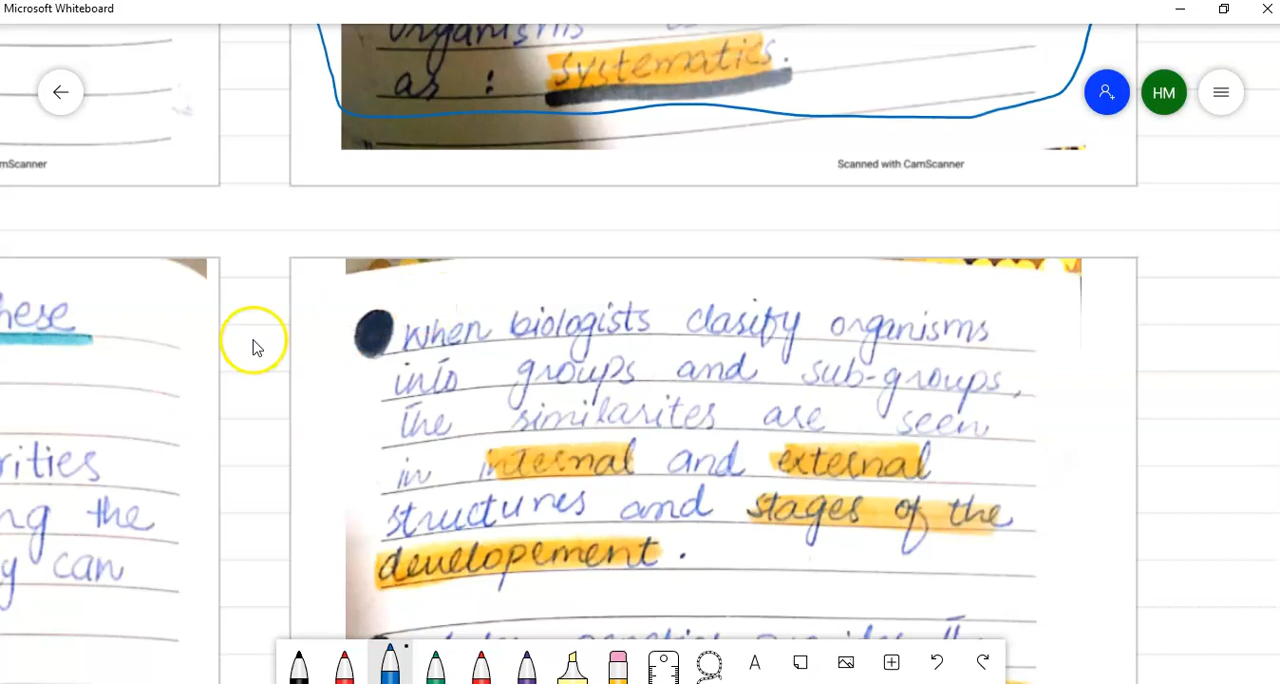 Microsoft Whiteboard
organisms
as : systematics.
HM
mScanner
Scanned with CamScanner
hese
rities
ng the
y can
When biologists clasify organisms
into groups and sub-groups,
The similarites are seen
in internal and external
structures and stages of the
developement.
A